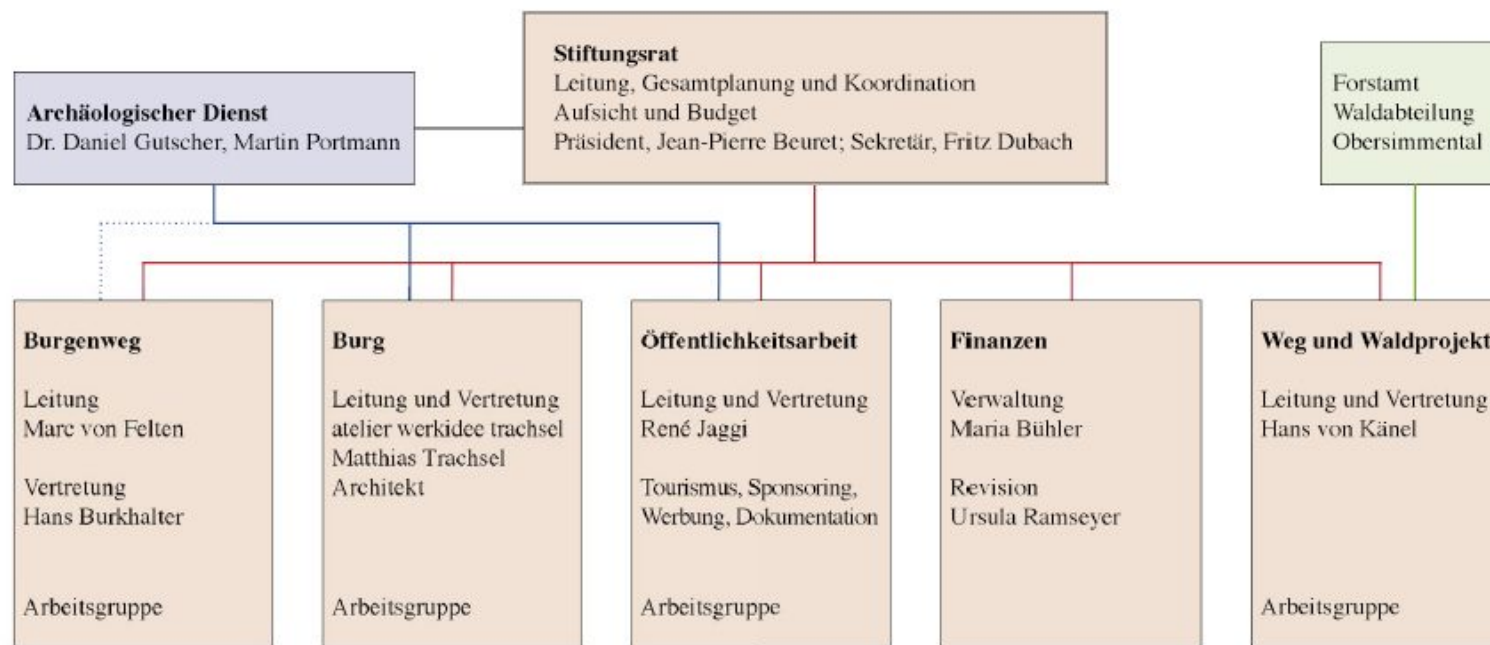 Archäologischer Dienst
Dr. Daniel Gutscher, Martin Portmann
Stiftungsrat
Leitung, Gesamtplanung und Koordination
Aufsicht und Budget
Präsident, Jean-Pierre Beuret; Sekretär, Fritz Dubach
Forstamt
Waldabteilung
Obersimmental
Burgenweg
Leitung
Marc von Felten
Vertretung
Hans Burkhalter
Arbeitsgruppe
Burg
Leitung und Vertretung
atelier werkidee trachsel
Matthias Trachsel
Architekt
Arbeitsgruppe
Öffentlichkeitsarbeit
Leitung und Vertretung
René Jaggi
Tourismus, Sponsoring,
Werbung, Dokumentation
Arbeitsgruppe
Finanzen
Verwaltung
Maria Bühler
Revision
Ursula Ramseyer
Weg und Waldprojekt
Leitung und Vertretung
Hans von Känel
Arbeitsgruppe